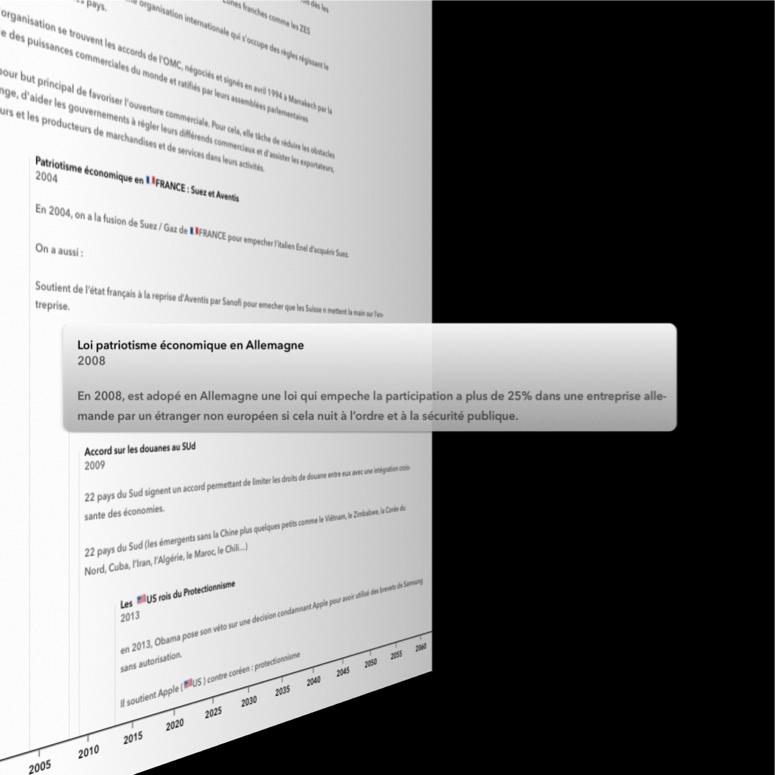 pays.
organisation internationale qui s'occupe des règles régissant le
zones franches comme les ZES
dès les
organisation se trouvent les accords de l'OMC, négociés et signés en avril 1994 à Marrakech par la
e des puissances commerciales du monde et ratifiés par leurs assemblées parlementaires
our but principal de favoriser l'ouverture commerciale. Pour cela, elle tâche de réduire les obstacles
nge, d'aider les gouvernements à régler leurs différends commerciaux et d'assister les exportateurs,
urs et les producteurs de marchandises et de services dans leurs activités.
Patriotisme économique en 🇫🇷FRANCE : Suez et Aventis
2004
En 2004, on a la fusion de Suez / Gaz de 🇫🇷FRANCE pour empecher l'italien Enel d'acquérir Suez.
On a aussi :
Soutient de l'état français à la reprise d'Aventis par Sanofi pour emecher que les Suisse n mettent la main sur l'en-
treprise.
Loi patriotisme économique en Allemagne
2008
En 2008, est adopé en Allemagne une loi qui empeche la participation a plus de 25% dans une entreprise alle-
mande par un étranger non européen si cela nuit à l'ordre et à la sécurité publique.
Accord sur les douanes au SUd
2009
22 pays du Sud signent un accord permettant de limiter les droits de douane entre eux avec une intégration crois-
sante des économies.
22 pays du Sud (les émergents sans la Chine plus quelques petits comme le Viêtnam, le Zimbabwe, la Corée du
Nord, Cuba, l'Iran, l'Algérie, le Maroc, le Chili...)
Les 🇺🇸US rois du Protectionnisme
2013
en 2013, Obama pose son véto sur une decision condamnant Apple pour avoir utilisé des brevets de Samsung
sans autorisation.
Il soutient Apple (🇺🇸US ) contre coréen : protectionnisme
2005 2010 2015 2020 2025 2030 2035 2040 2045 2050 2055 2060